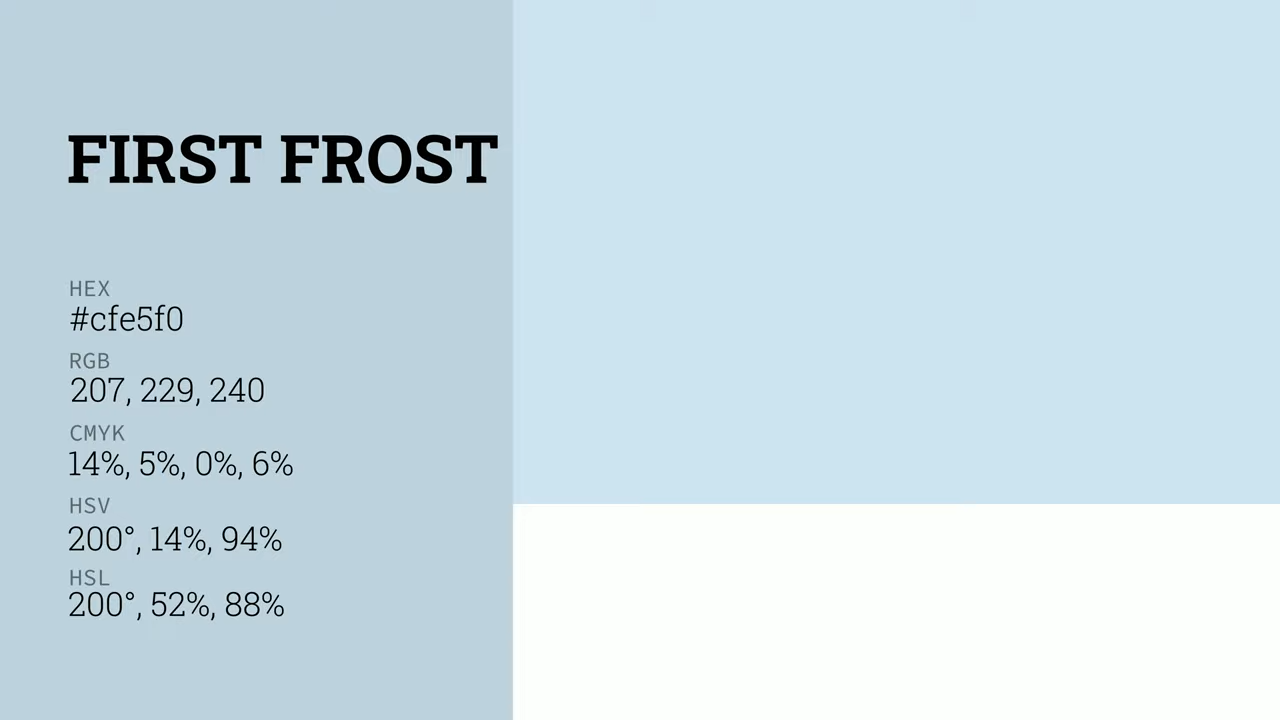 FIRST FROST
HEX
#cfe5f0
RGB
207, 229, 240
CMYK
14%, 5%, 0%, 6%
HSV
200°, 14%, 94%
HSL
200°, 52%, 88%